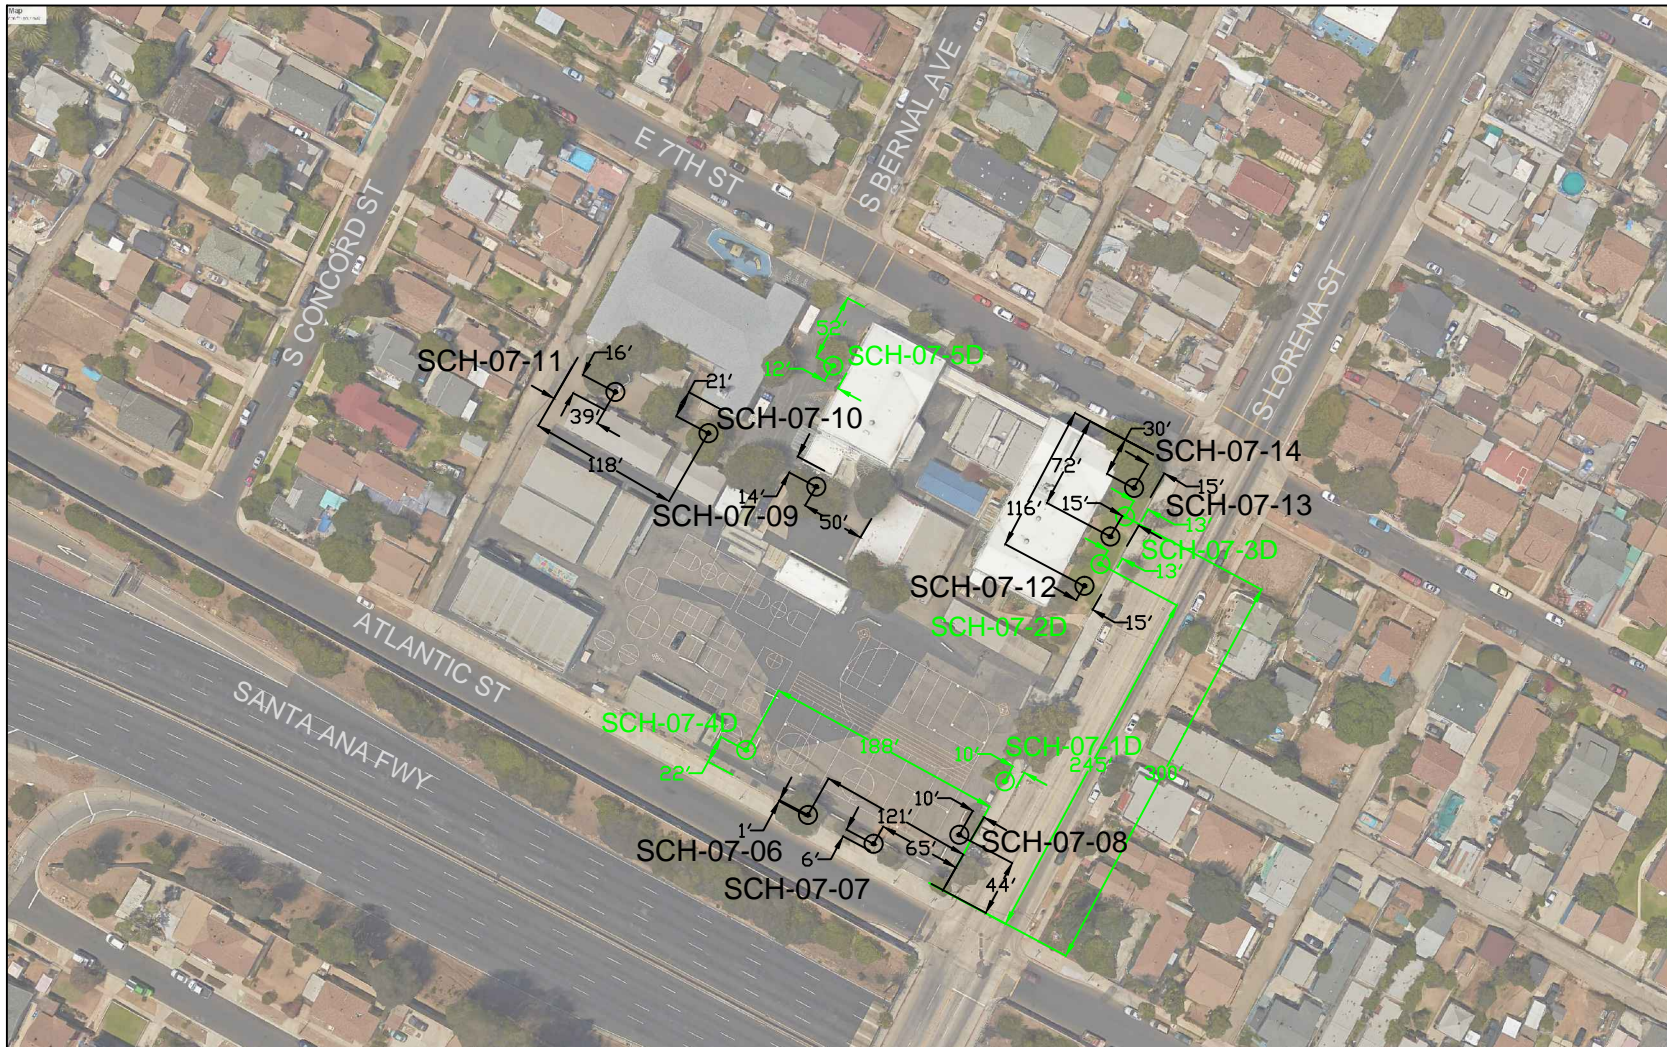 Map
E 7TH ST
S BERNAL AVE
S CONCORD ST
S LORENA ST
52'
SCH-07-5D
12'
SCH-07-11
16'
21'
39'
SCH-07-10
118'
30'
SCH-07-14
72'
15'
SCH-07-13
14'
SCH-07-09
50'
116'
15'
13'
SCH-07-3D
13'
SCH-07-12
15'
SCH-07-2D
ATLANTIC ST
SANTA ANA FWY
SCH-07-4D
22'
188'
SCH-07-1D
10'
245'
300'
10'
121'
1'
SCH-07-06
6'
65'
SCH-07-08
SCH-07-07
44'